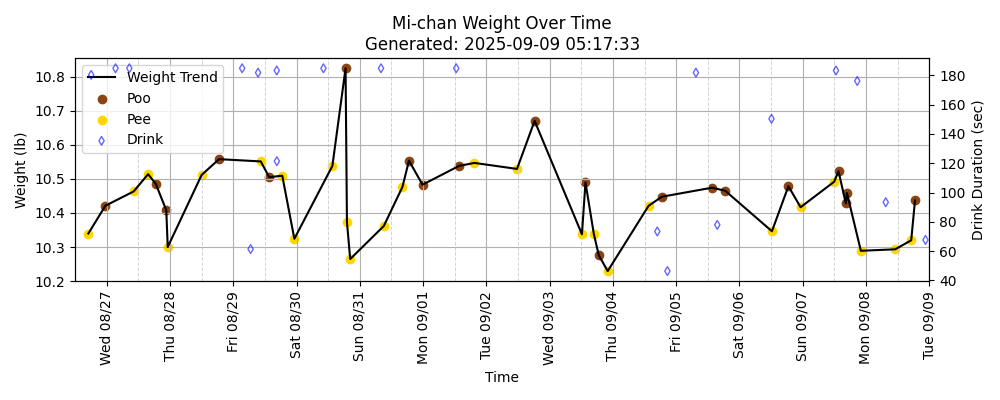 Mi-chan Weight Over Time
Generated: 2025-09-09 05:17:33
Weight Trend
Poo
Pee
Drink
Weight (lb)
10.8
10.7
10.6
10.5
10.4
10.3
10.2
180
160
140
120
100
80
60
40
Drink Duration (sec)
Wed 08/27
Thu 08/28
Fri 08/29
Sat 08/30
Sun 08/31
Mon 09/01
Tue 09/02
Wed 09/03
Thu 09/04
Fri 09/05
Sat 09/06
Sun 09/07
Mon 09/08
Tue 09/09
Time